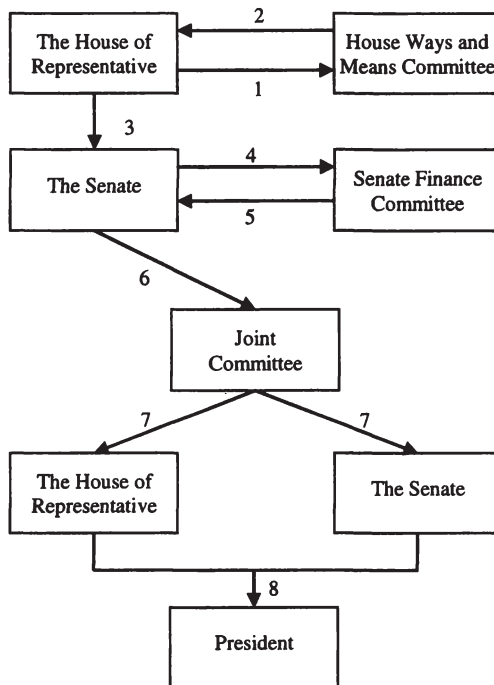 The House of
Representative
2
House Ways and
Means Committee
1
3
The Senate
4
Senate Finance
Committee
5
6
Joint
Committee
7
7
The House of
Representative
The Senate
8
President